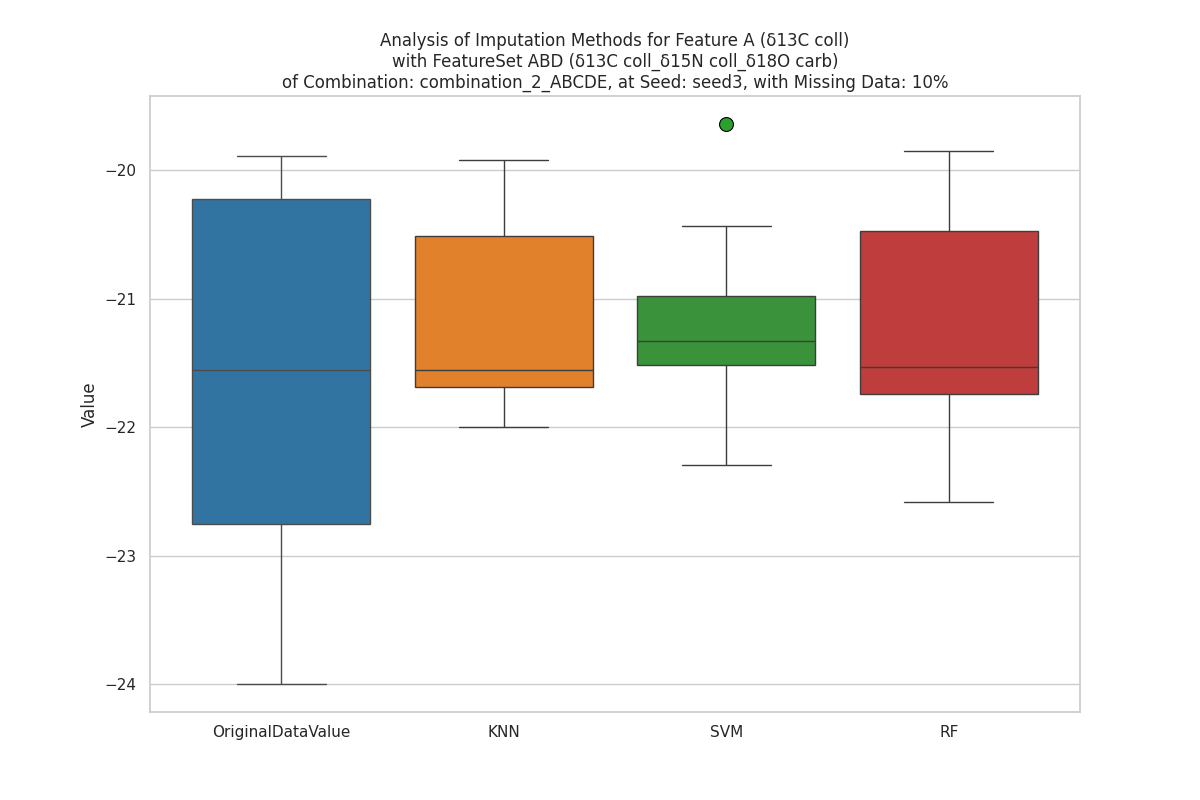 Analysis of Imputation Methods for Feature A (δ13C coll)
with FeatureSet ABD (δ13C coll_δ15N coll_δ18O carb)
of Combination: combination_2_ABCDE, at Seed: seed3, with Missing Data: 10%
Value
−20
−21
−22
−23
−24
OriginalDataValue
KNN
SVM
RF